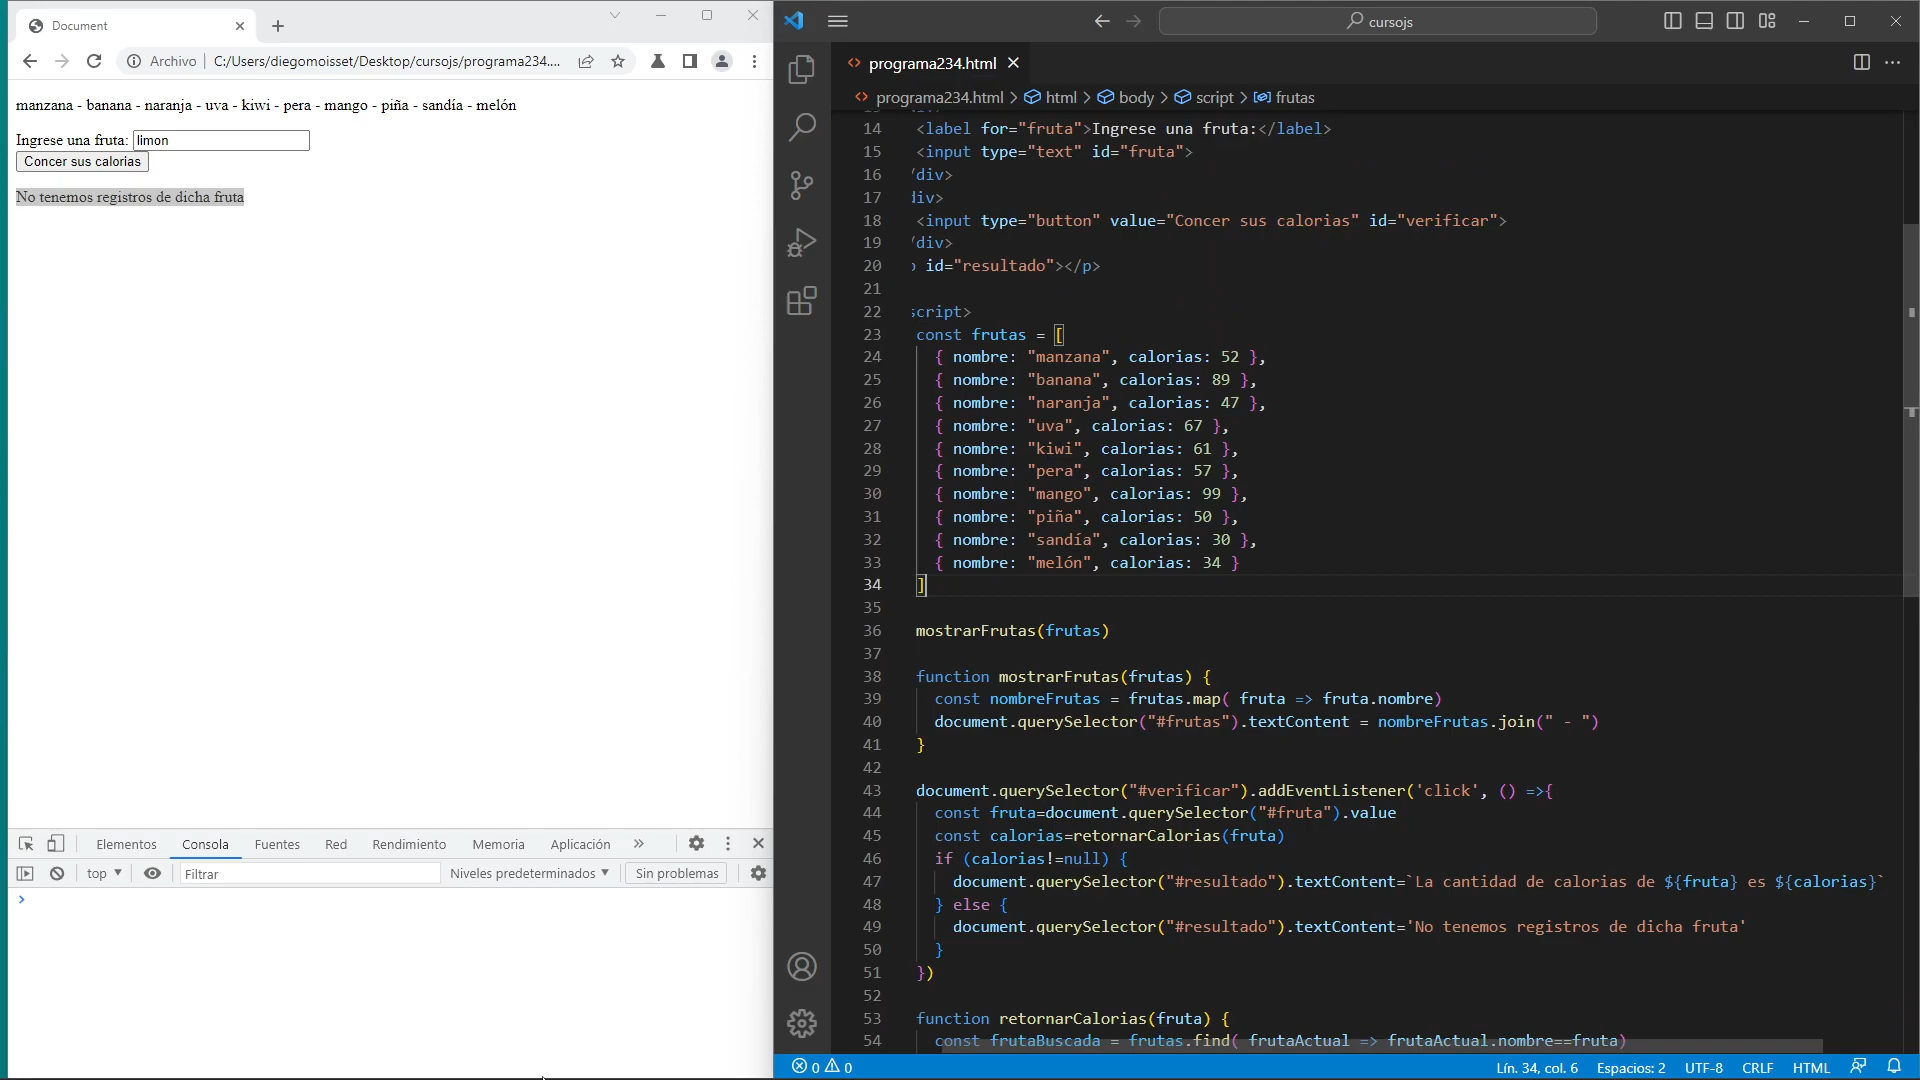 Document
Archivo
C:/Users/diegomoisset/Desktop/cursojs/programa234....
manzana - banana - naranja - uva - kiwi - pera - mango - piña - sandía - melón
Ingrese una fruta: limon
Concer sus calorias
No tenemos registros de dicha fruta
Elementos Consola Fuentes Red Rendimiento Memoria Aplicación
top Filtrar Niveles predeterminados Sin problemas
cursojs
programa234.html
programa234.html > html > body > script > frutas
14 <label for="fruta">Ingrese una fruta:</label>
15 <input type="text" id="fruta">
16 /div>
17 div>
18 <input type="button" value="Concer sus calorias" id="verificar">
19 /div>
20 id="resultado"></p>
21
22 script>
23 const frutas = [
24 { nombre: "manzana", calorias: 52 },
25 { nombre: "banana", calorias: 89 },
26 { nombre: "naranja", calorias: 47 },
27 { nombre: "uva", calorias: 67 },
28 { nombre: "kiwi", calorias: 61 },
29 { nombre: "pera", calorias: 57 },
30 { nombre: "mango", calorias: 99 },
31 { nombre: "piña", calorias: 50 },
32 { nombre: "sandía", calorias: 30 },
33 { nombre: "melón", calorias: 34 }
34 ]
35
36 mostrarFrutas(frutas)
37
38 function mostrarFrutas(frutas) {
39 const nombreFrutas = frutas.map( fruta => fruta.nombre)
40 document.querySelector("#frutas").textContent = nombreFrutas.join(" - ")
41 }
42
43 document.querySelector("#verificar").addEventListener('click', () =>{
44 const fruta=document.querySelector("#fruta").value
45 const calorias=retornarCalorias(fruta)
46 if (calorias!=null) {
47 document.querySelector("#resultado").textContent=`La cantidad de calorias de ${fruta} es ${calorias}`
48 } else {
49 document.querySelector("#resultado").textContent='No tenemos registros de dicha fruta'
50 }
51 })
52
53 function retornarCalorias(fruta) {
54 const frutaBuscada = frutas.find( frutaActual => frutaActual.nombre==fruta)
0 0 Lín. 34, col. 6 Espacios: 2 UTF-8 CRLF HTML